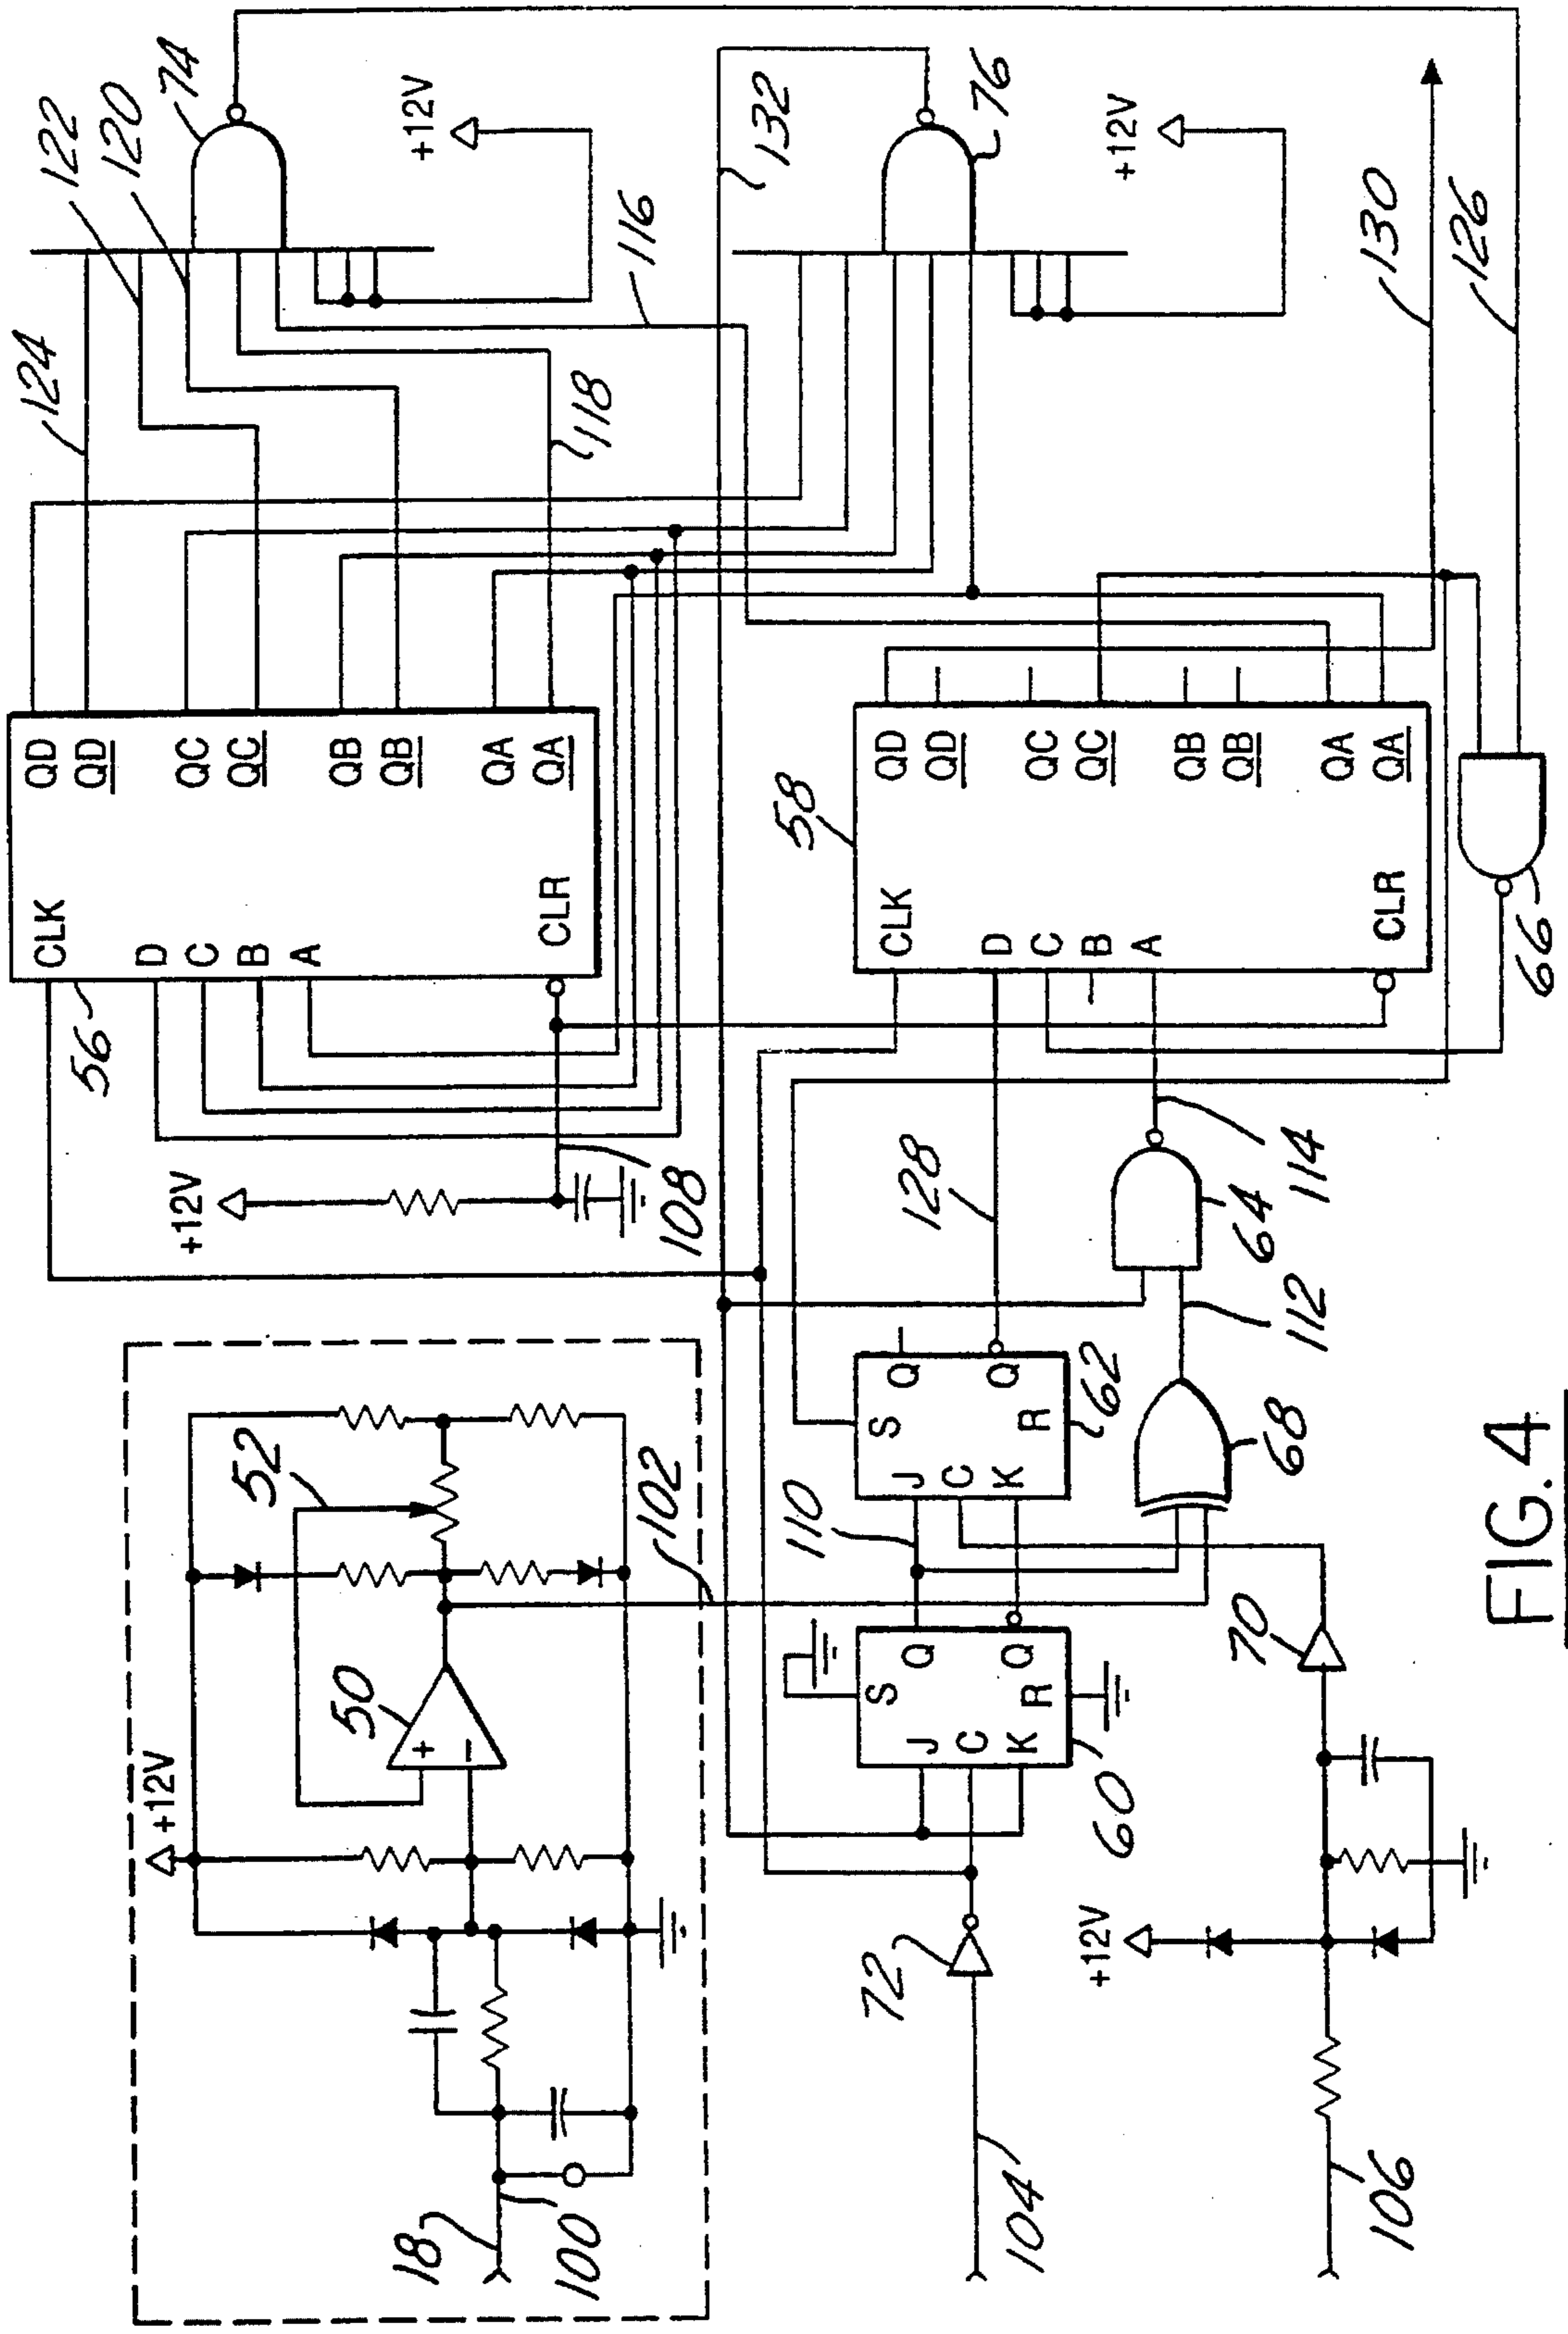 122
120
74
+12V
124
118
116
132
76
+12V
130
126
CLK
56
D
C
B
A
CLR
QD
QD
QC
QC
QB
QB
QA
QA
+12V
108
58
CLK
D
C
B
A
CLR
QD
QD
QC
QC
QB
QB
QA
QA
66
+12V
50
+
−
52
102
18
100
72
104
60
S
J
C
K
R
Q
Q
110
S
J
C
K
R
Q
Q
62
128
68
112
64
114
+12V
70
106
FIG. 4